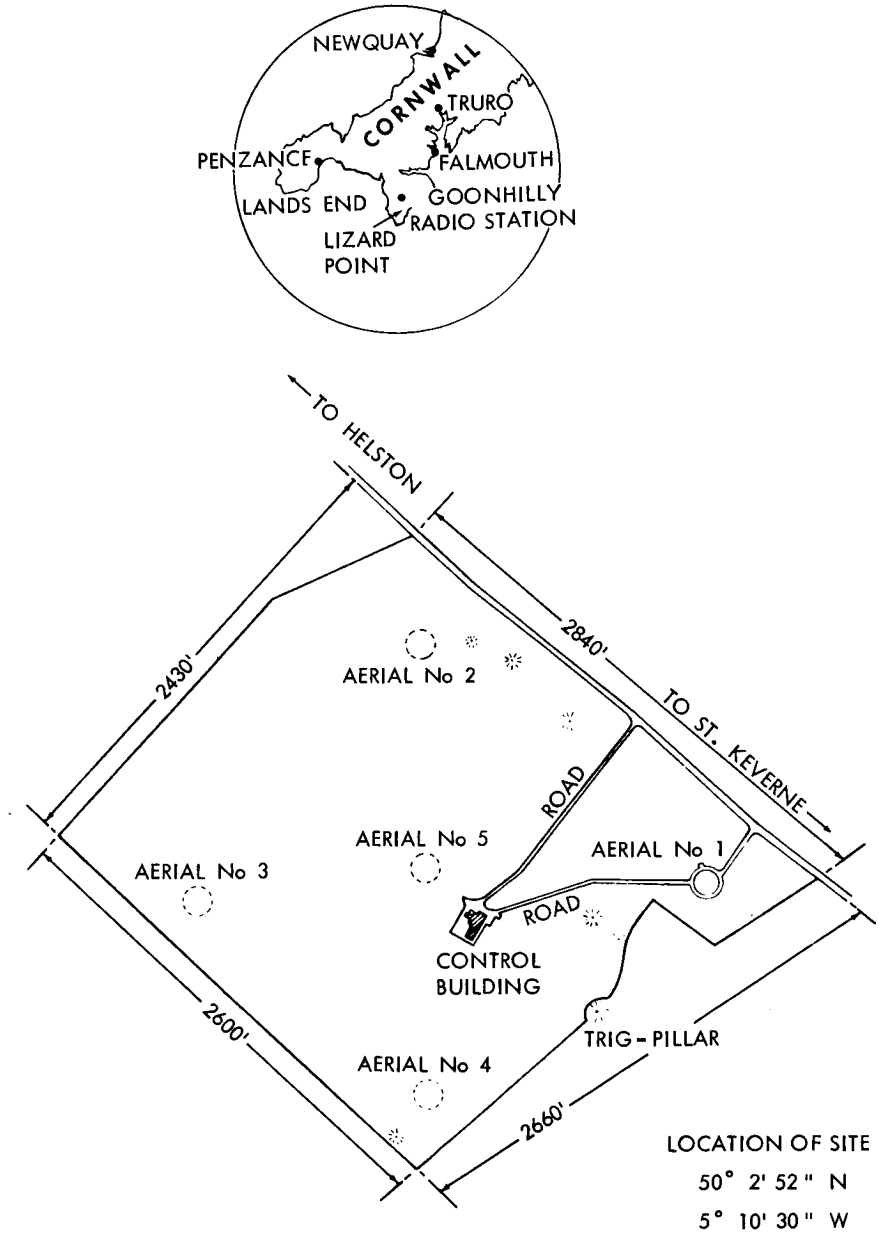 NEWQUAY
CORNWALL
TRURO
PENZANCE
FALMOUTH
LANDS END
GOONHILLY
RADIO STATION
LIZARD
POINT
TO HELSTON
2840'
2430'
AERIAL No 2
TO ST. KEVERNE
ROAD
AERIAL No 5
AERIAL No 1
AERIAL No 3
ROAD
CONTROL
BUILDING
2600'
TRIG-PILLAR
AERIAL No 4
2660'
LOCATION OF SITE
50° 2' 52" N
5° 10' 30" W